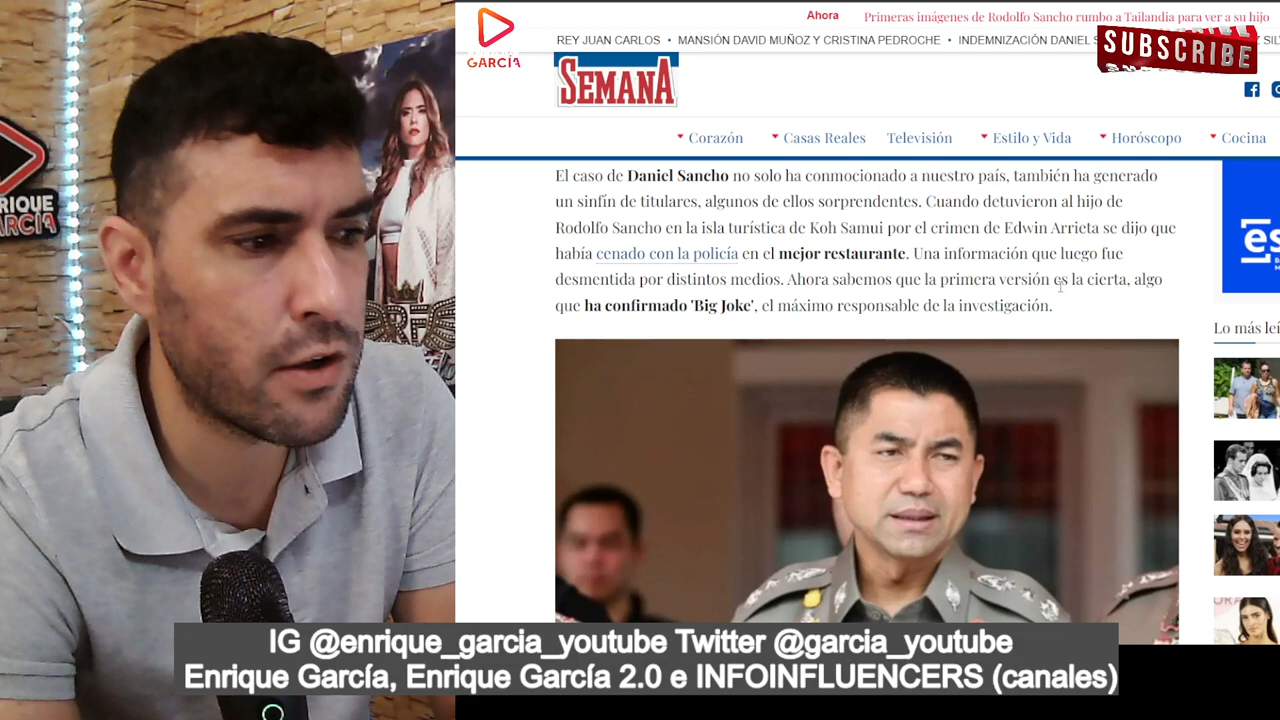 Ahora Primeras imágenes de Rodolfo Sancho rumbo a Tailandia para ver a su hijo
REY JUAN CARLOS • MANSIÓN DAVID MUÑOZ Y CRISTINA PEDROCHE • INDEMNIZACIÓN DANIEL
GARCÍA
SUBSCRIBE
SEMANA
Corazón Casas Reales Televisión Estilo y Vida Horóscopo Cocina
El caso de Daniel Sancho no solo ha conmocionado a nuestro país, también ha generado
un sinfín de titulares, algunos de ellos sorprendentes. Cuando detuvieron al hijo de
Rodolfo Sancho en la isla turística de Koh Samui por el crimen de Edwin Arrieta se dijo que
había cenado con la policía en el mejor restaurante. Una información que luego fue
desmentida por distintos medios. Ahora sabemos que la primera versión es la cierta, algo
que ha confirmado 'Big Joke', el máximo responsable de la investigación.
Lo más leí
RIQUE
ARCÍA
IG @enrique_garcia_youtube Twitter @garcia_youtube
Enrique García, Enrique García 2.0 e INFOINFLUENCERS (canales)